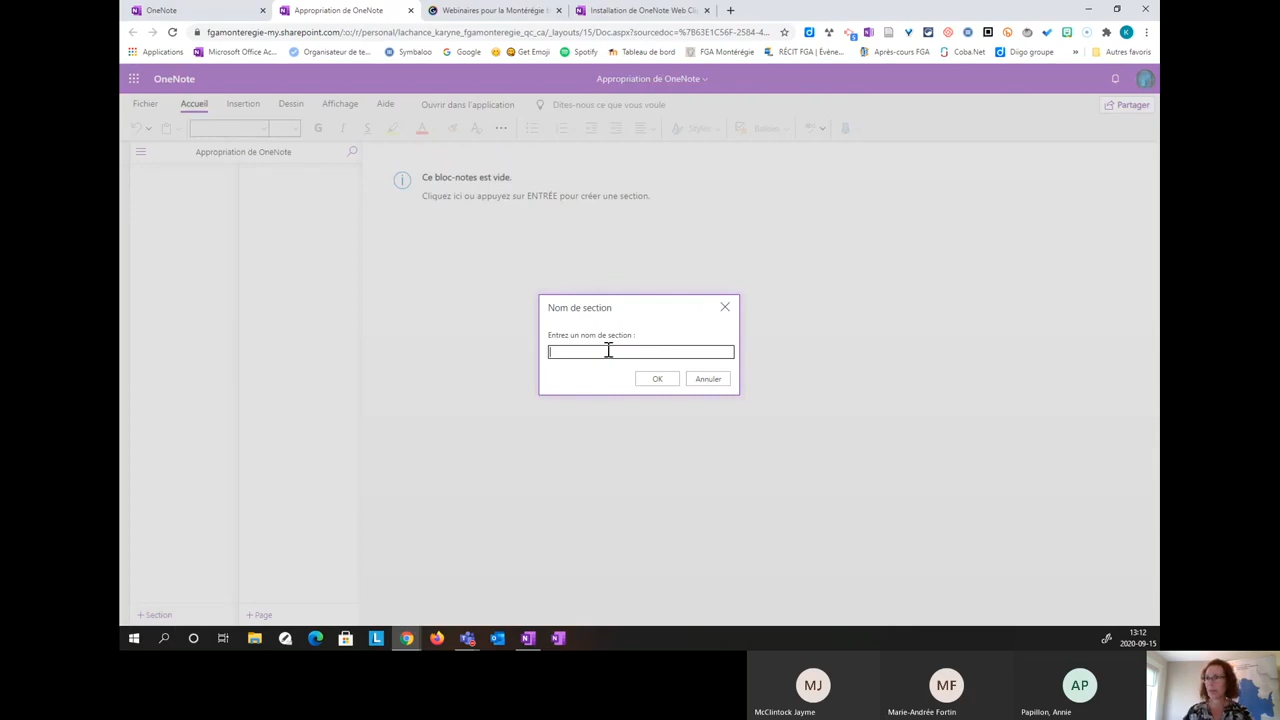 OneNote
Appropriation de OneNote
Webinaires pour la Montérégie
Installation de OneNote Web Cli
fgamonteregie-my.sharepoint.com/:o:/r/personal/lachance_karyne_fgamonteregie_qc_ca/_layouts/15/Doc.aspx?sourcedoc=%7B63E1C56F-2584-4...
Applications
Microsoft Office Ac...
Organisateur de te...
Symbaloo
Google
Get Emoji
Spotify
Tableau de bord
FGA Montérégie
RÉCIT FGA | Évène...
Après-cours FGA
Coba.Net
Diigo groupe
»
Autres favoris
OneNote
Appropriation de OneNote
Fichier
Accueil
Insertion
Dessin
Affichage
Aide
Ouvrir dans l'application
Dites-nous ce que vous voulez
Partager
G
I
S
A
Styles
Balises
Appropriation de OneNote
Ce bloc-notes est vide.
Cliquez ici ou appuyez sur ENTRÉE pour créer une section.
Nom de section
Entrez un nom de section :
OK
Annuler
+ Section
+ Page
13:12
2020-09-15
MJ
McClintock Jayme
MF
Marie-Andrée Fortin
AP
Papillon, Annie